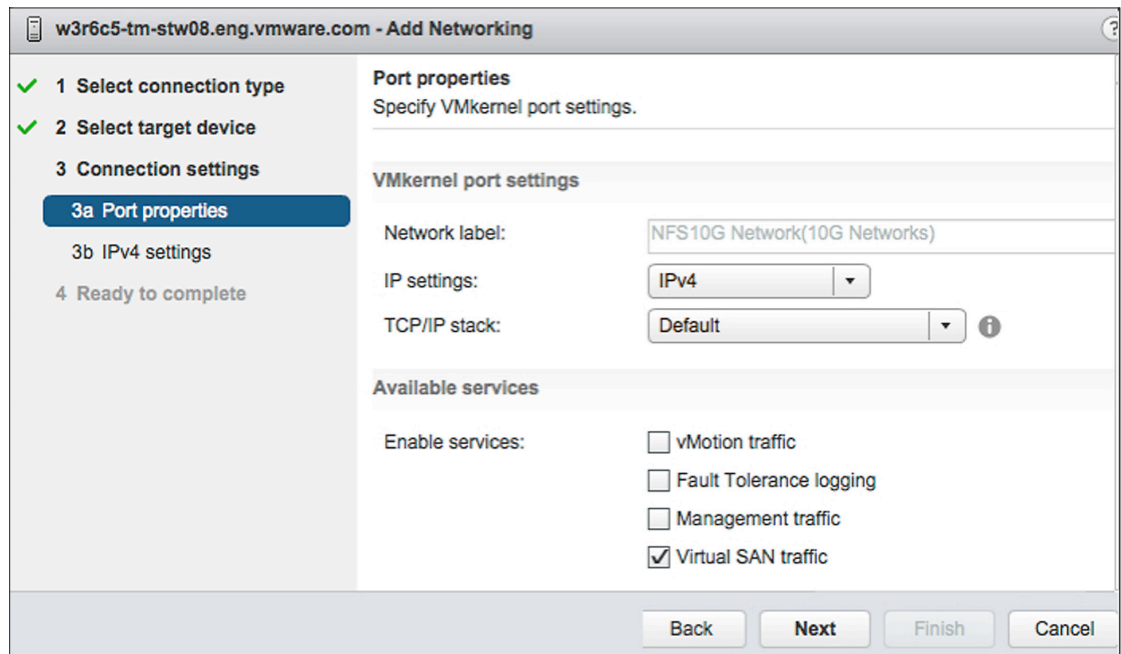 w3r6c5-tm-stw08.eng.vmware.com - Add Networking
?
1 Select connection type
2 Select target device
3 Connection settings
3a Port properties
3b IPv4 settings
4 Ready to complete
Port properties
Specify VMkernel port settings.
VMkernel port settings
Network label: NFS10G Network(10G Networks)
IP settings: IPv4
TCP/IP stack: Default
Available services
Enable services: vMotion traffic
Fault Tolerance logging
Management traffic
Virtual SAN traffic
Back Next Finish Cancel